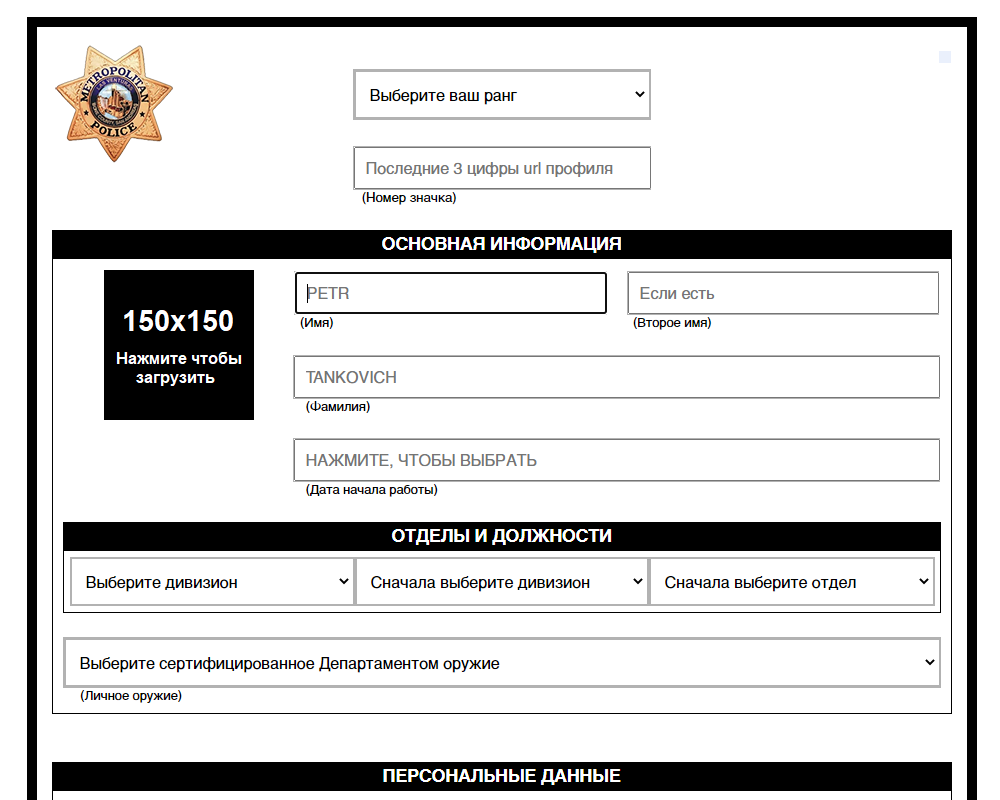 METROPOLITAN
LAS VENTURAS
POLICE
Выберите ваш ранг
Последние 3 цифры url профиля
(Номер значка)
ОСНОВНАЯ ИНФОРМАЦИЯ
150x150
Нажмите чтобы
загрузить
PETR
Если есть
(Имя)
(Второе имя)
TANKOVICH
(Фамилия)
НАЖМИТЕ, ЧТОБЫ ВЫБРАТЬ
(Дата начала работы)
ОТДЕЛЫ И ДОЛЖНОСТИ
Выберите дивизион
Сначала выберите дивизион
Сначала выберите отдел
Выберите сертифицированное Департаментом оружие
(Личное оружие)
ПЕРСОНАЛЬНЫЕ ДАННЫЕ